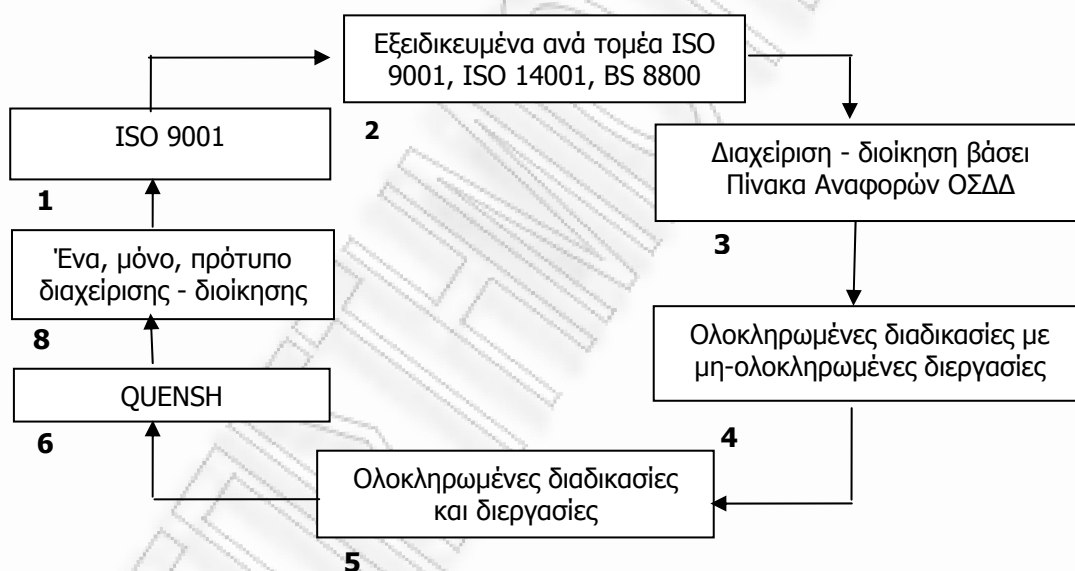 Εξειδικευμένα ανά τομέα ISO
9001, ISO 14001, BS 8800
2
ISO 9001
1
Διαχείριση - διοίκηση βάσει
Πίνακα Αναφορών ΟΣΔΔ
3
Ένα, μόνο, πρότυπο
διαχείρισης - διοίκησης
8
Ολοκληρωμένες διαδικασίες με
μη-ολοκληρωμένες διεργασίες
4
QUENSH
6
Ολοκληρωμένες διαδικασίες
και διεργασίες
5